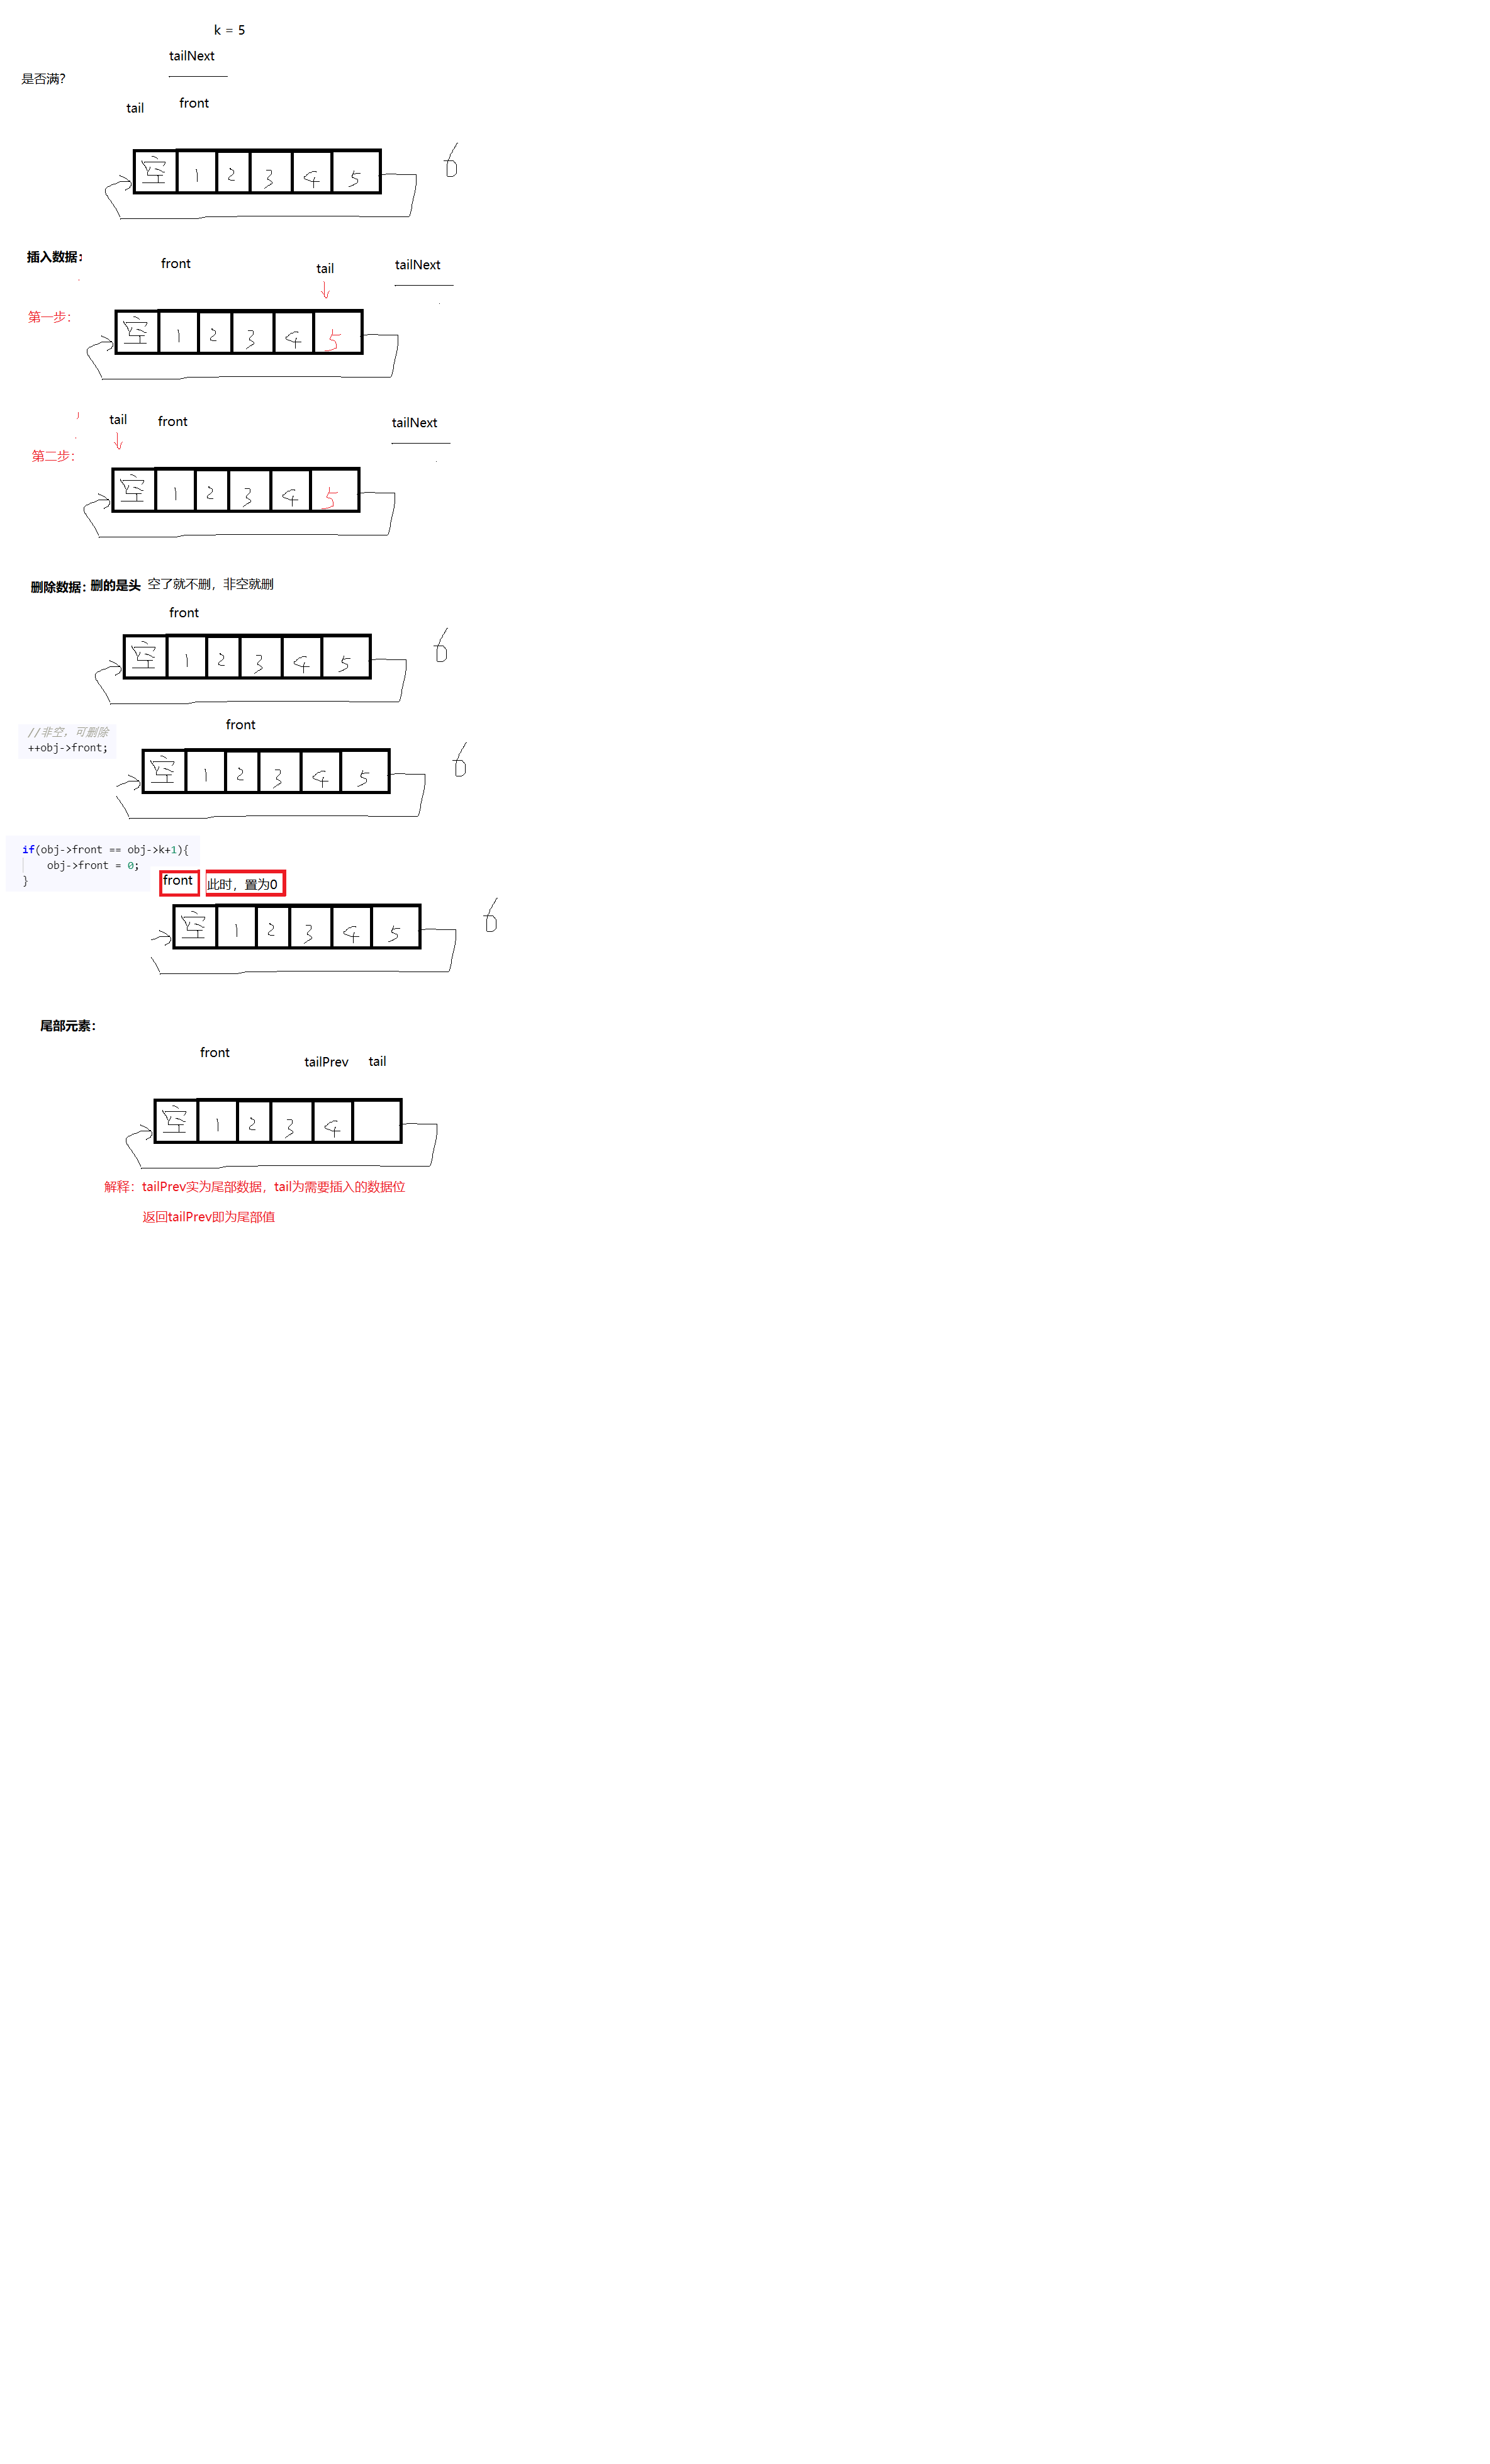 k = 5
tailNext
是否满？
tail front
空 1 2 3 4 5 6
插入数据：
front tail tailNext
第一步：
空 1 2 3 4 5
tail front tailNext
第二步：
空 1 2 3 4 5
删除数据：删的是头 空了就不删，非空就删
front
空 1 2 3 4 5 6
front
//非空，可删除
++obj->front;
空 1 2 3 4 5 6
if(obj->front == obj->k+1){
obj->front = 0;
}
front 此时，置为0
空 1 2 3 4 5 6
尾部元素：
front tailPrev tail
空 1 2 3 4
解释：tailPrev实为尾部数据，tail为需要插入的数据位
返回tailPrev即为尾部值